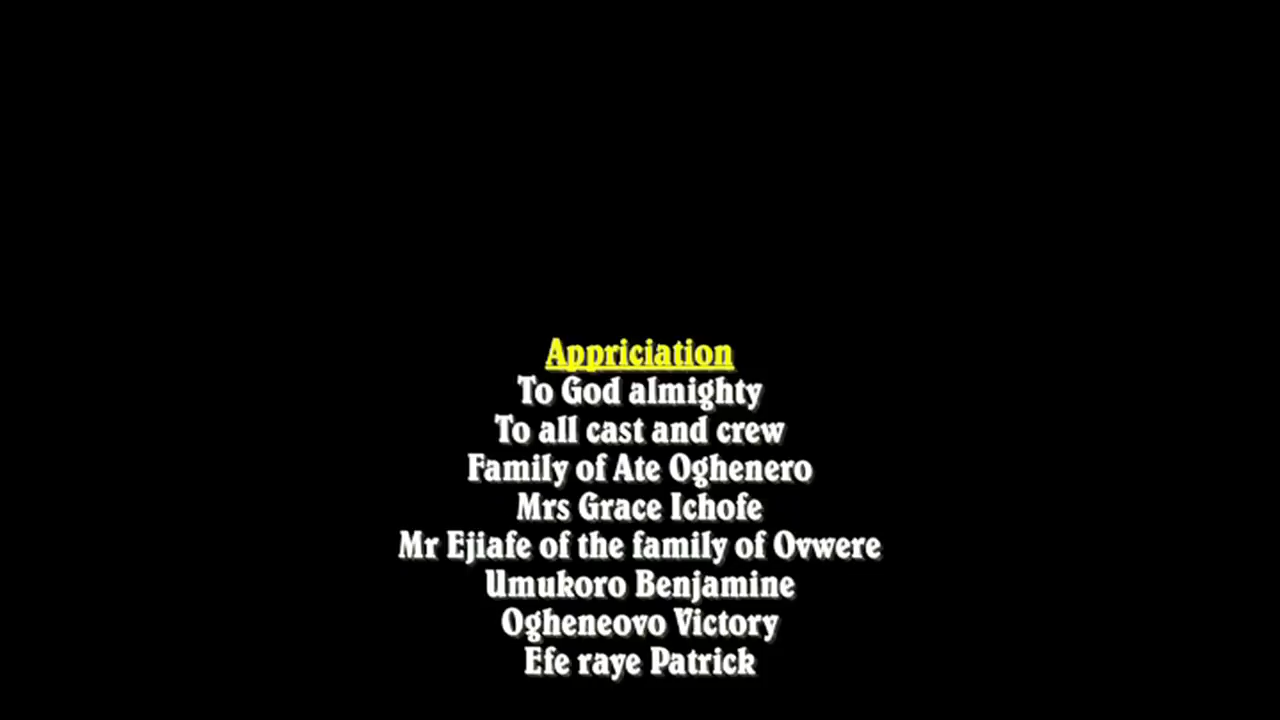 Appriciation
To God almighty
To all cast and crew
Family of Ate Oghenero
Mrs Grace Ichofe
Mr Ejiafe of the family of Ovwere
Umukoro Benjamine
Ogheneovo Victory
Efe raye Patrick